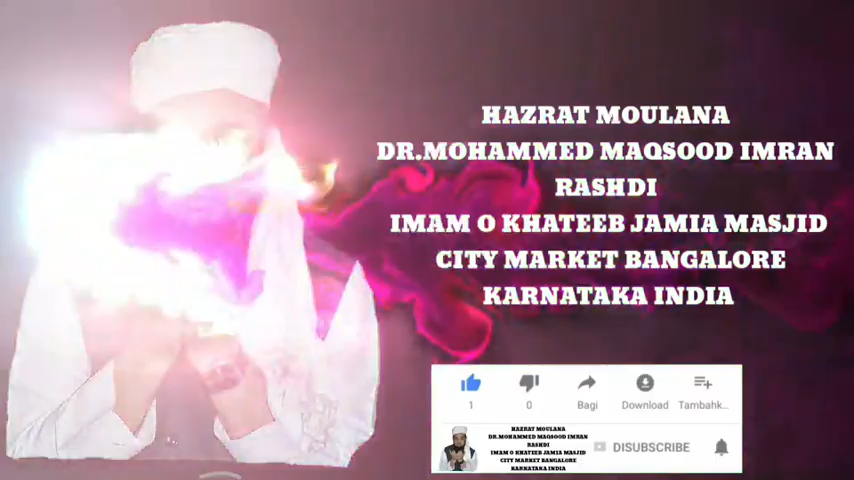 HAZRAT MOULANA
DR.MOHAMMED MAQSOOD IMRAN
RASHDI
IMAM O KHATEEB JAMIA MASJID
CITY MARKET BANGALORE
KARNATAKA INDIA
1 0 Bagi Download Tambahk...
HAZRAT MOULANA
DR.MOHAMMED MAQSOOD IMRAN
RASHDI
IMAM O KHATEEB JAMIA MASJID
CITY MARKET BANGALORE
KARNATAKA INDIA
DISUBSCRIBE